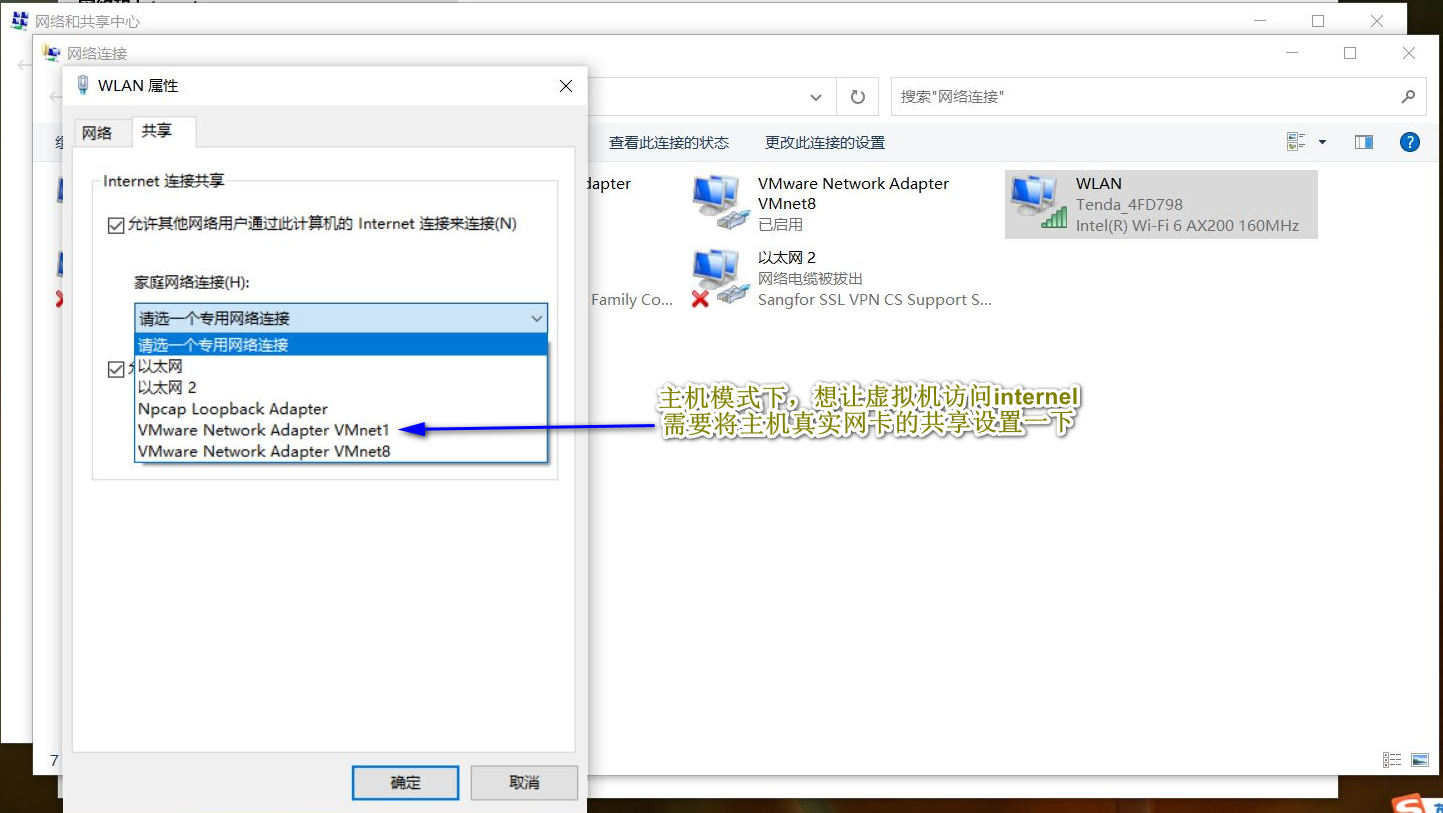 网络和共享中心
网络连接
WLAN 属性
搜索"网络连接"
网络
共享
查看此连接的状态
更改此连接的设置
Internet 连接共享
允许其他网络用户通过此计算机的 Internet 连接来连接(N)
家庭网络连接(H):
请选一个专用网络连接
请选一个专用网络连接
以太网
以太网 2
Npcap Loopback Adapter
VMware Network Adapter VMnet1
VMware Network Adapter VMnet8
dapter
Family Co...
VMware Network Adapter
VMnet8
已启用
以太网 2
网络电缆被拔出
Sangfor SSL VPN CS Support S...
WLAN
Tenda_4FD798
Intel(R) Wi-Fi 6 AX200 160MHz
主机模式下，想让虚拟机访问internel
需要将主机真实网卡的共享设置一下
7
确定
取消